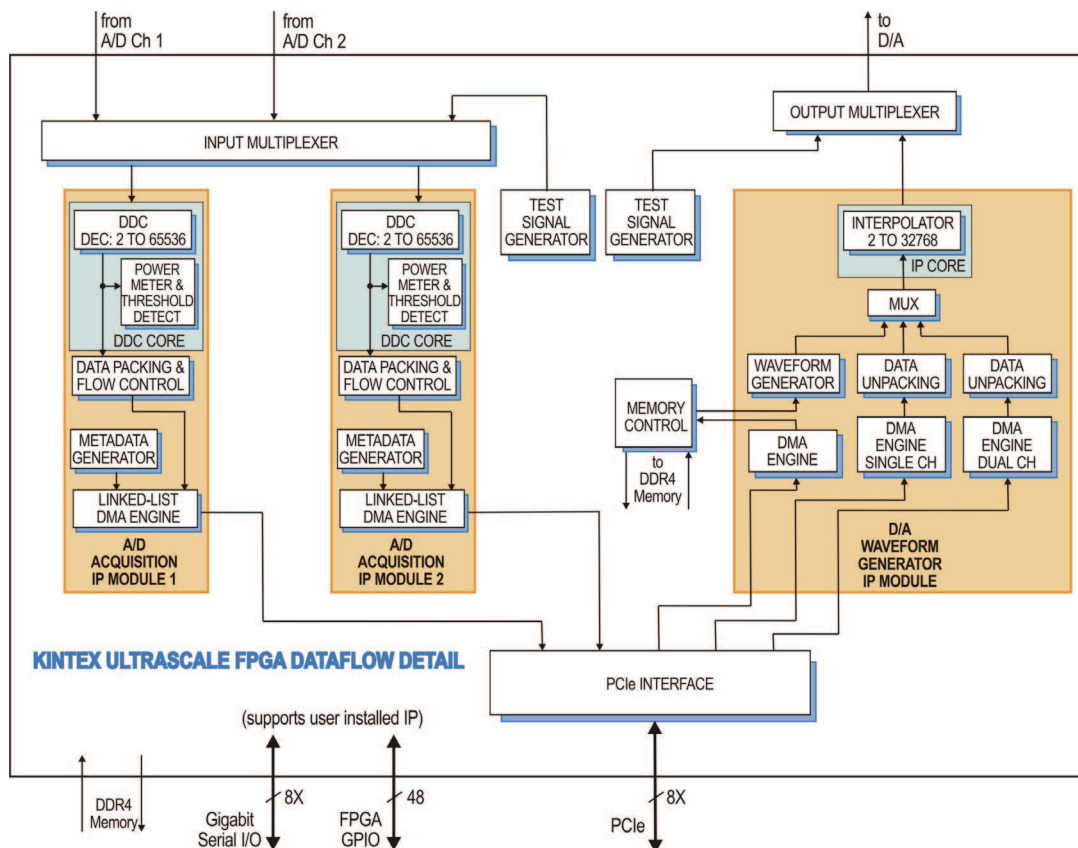 from
A/D Ch 1
from
A/D Ch 2
to
D/A
INPUT MULTIPLEXER
OUTPUT MULTIPLEXER
DDC
DEC: 2 TO 65536
POWER
METER &
THRESHOLD
DETECT
DDC CORE
DATA PACKING &
FLOW CONTROL
METADATA
GENERATOR
LINKED-LIST
DMA ENGINE
A/D
ACQUISITION
IP MODULE 1
DDC
DEC: 2 TO 65536
POWER
METER &
THRESHOLD
DETECT
DDC CORE
DATA PACKING &
FLOW CONTROL
METADATA
GENERATOR
LINKED-LIST
DMA ENGINE
A/D
ACQUISITION
IP MODULE 2
TEST
SIGNAL
GENERATOR
TEST
SIGNAL
GENERATOR
INTERPOLATOR
2 TO 32768
IP CORE
MUX
WAVEFORM
GENERATOR
DATA
UNPACKING
DATA
UNPACKING
MEMORY
CONTROL
to
DDR4
Memory
DMA
ENGINE
DMA
ENGINE
SINGLE CH
DMA
ENGINE
DUAL CH
D/A
WAVEFORM
GENERATOR
IP MODULE
KINTEX ULTRASCALE FPGA DATAFLOW DETAIL
PCIe INTERFACE
(supports user installed IP)
DDR4
Memory
8X
Gigabit
Serial I/O
48
FPGA
GPIO
8X
PCIe